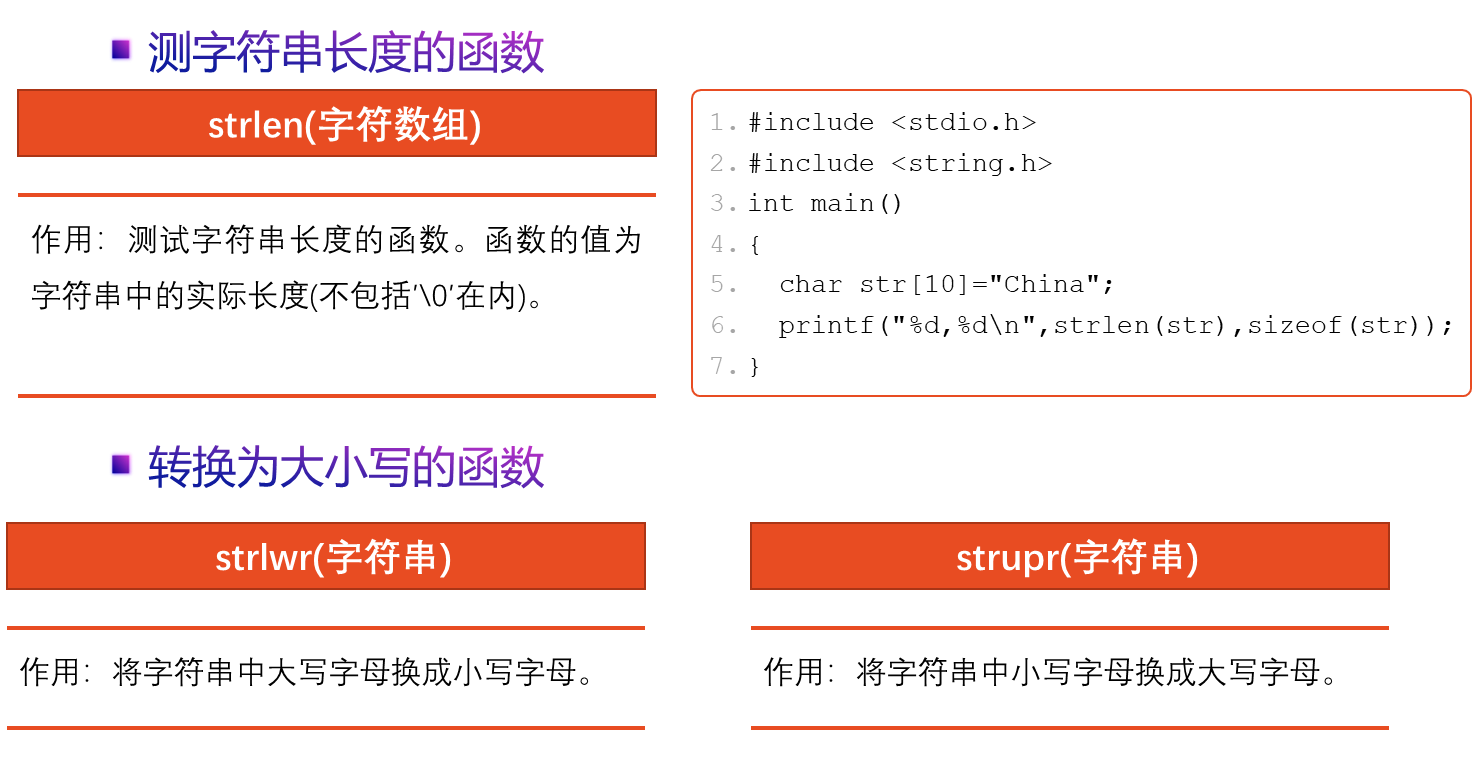 测字符串长度的函数
strlen(字符数组)
作用：测试字符串长度的函数。函数的值为
字符串中的实际长度(不包括'\0'在内)。
1. #include <stdio.h>
2. #include <string.h>
3. int main()
4. {
5.   char str[10]="China";
6.   printf("%d,%d\n",strlen(str),sizeof(str));
7. }
转换为大小写的函数
strlwr(字符串)
作用：将字符串中大写字母换成小写字母。
strupr(字符串)
作用：将字符串中小写字母换成大写字母。